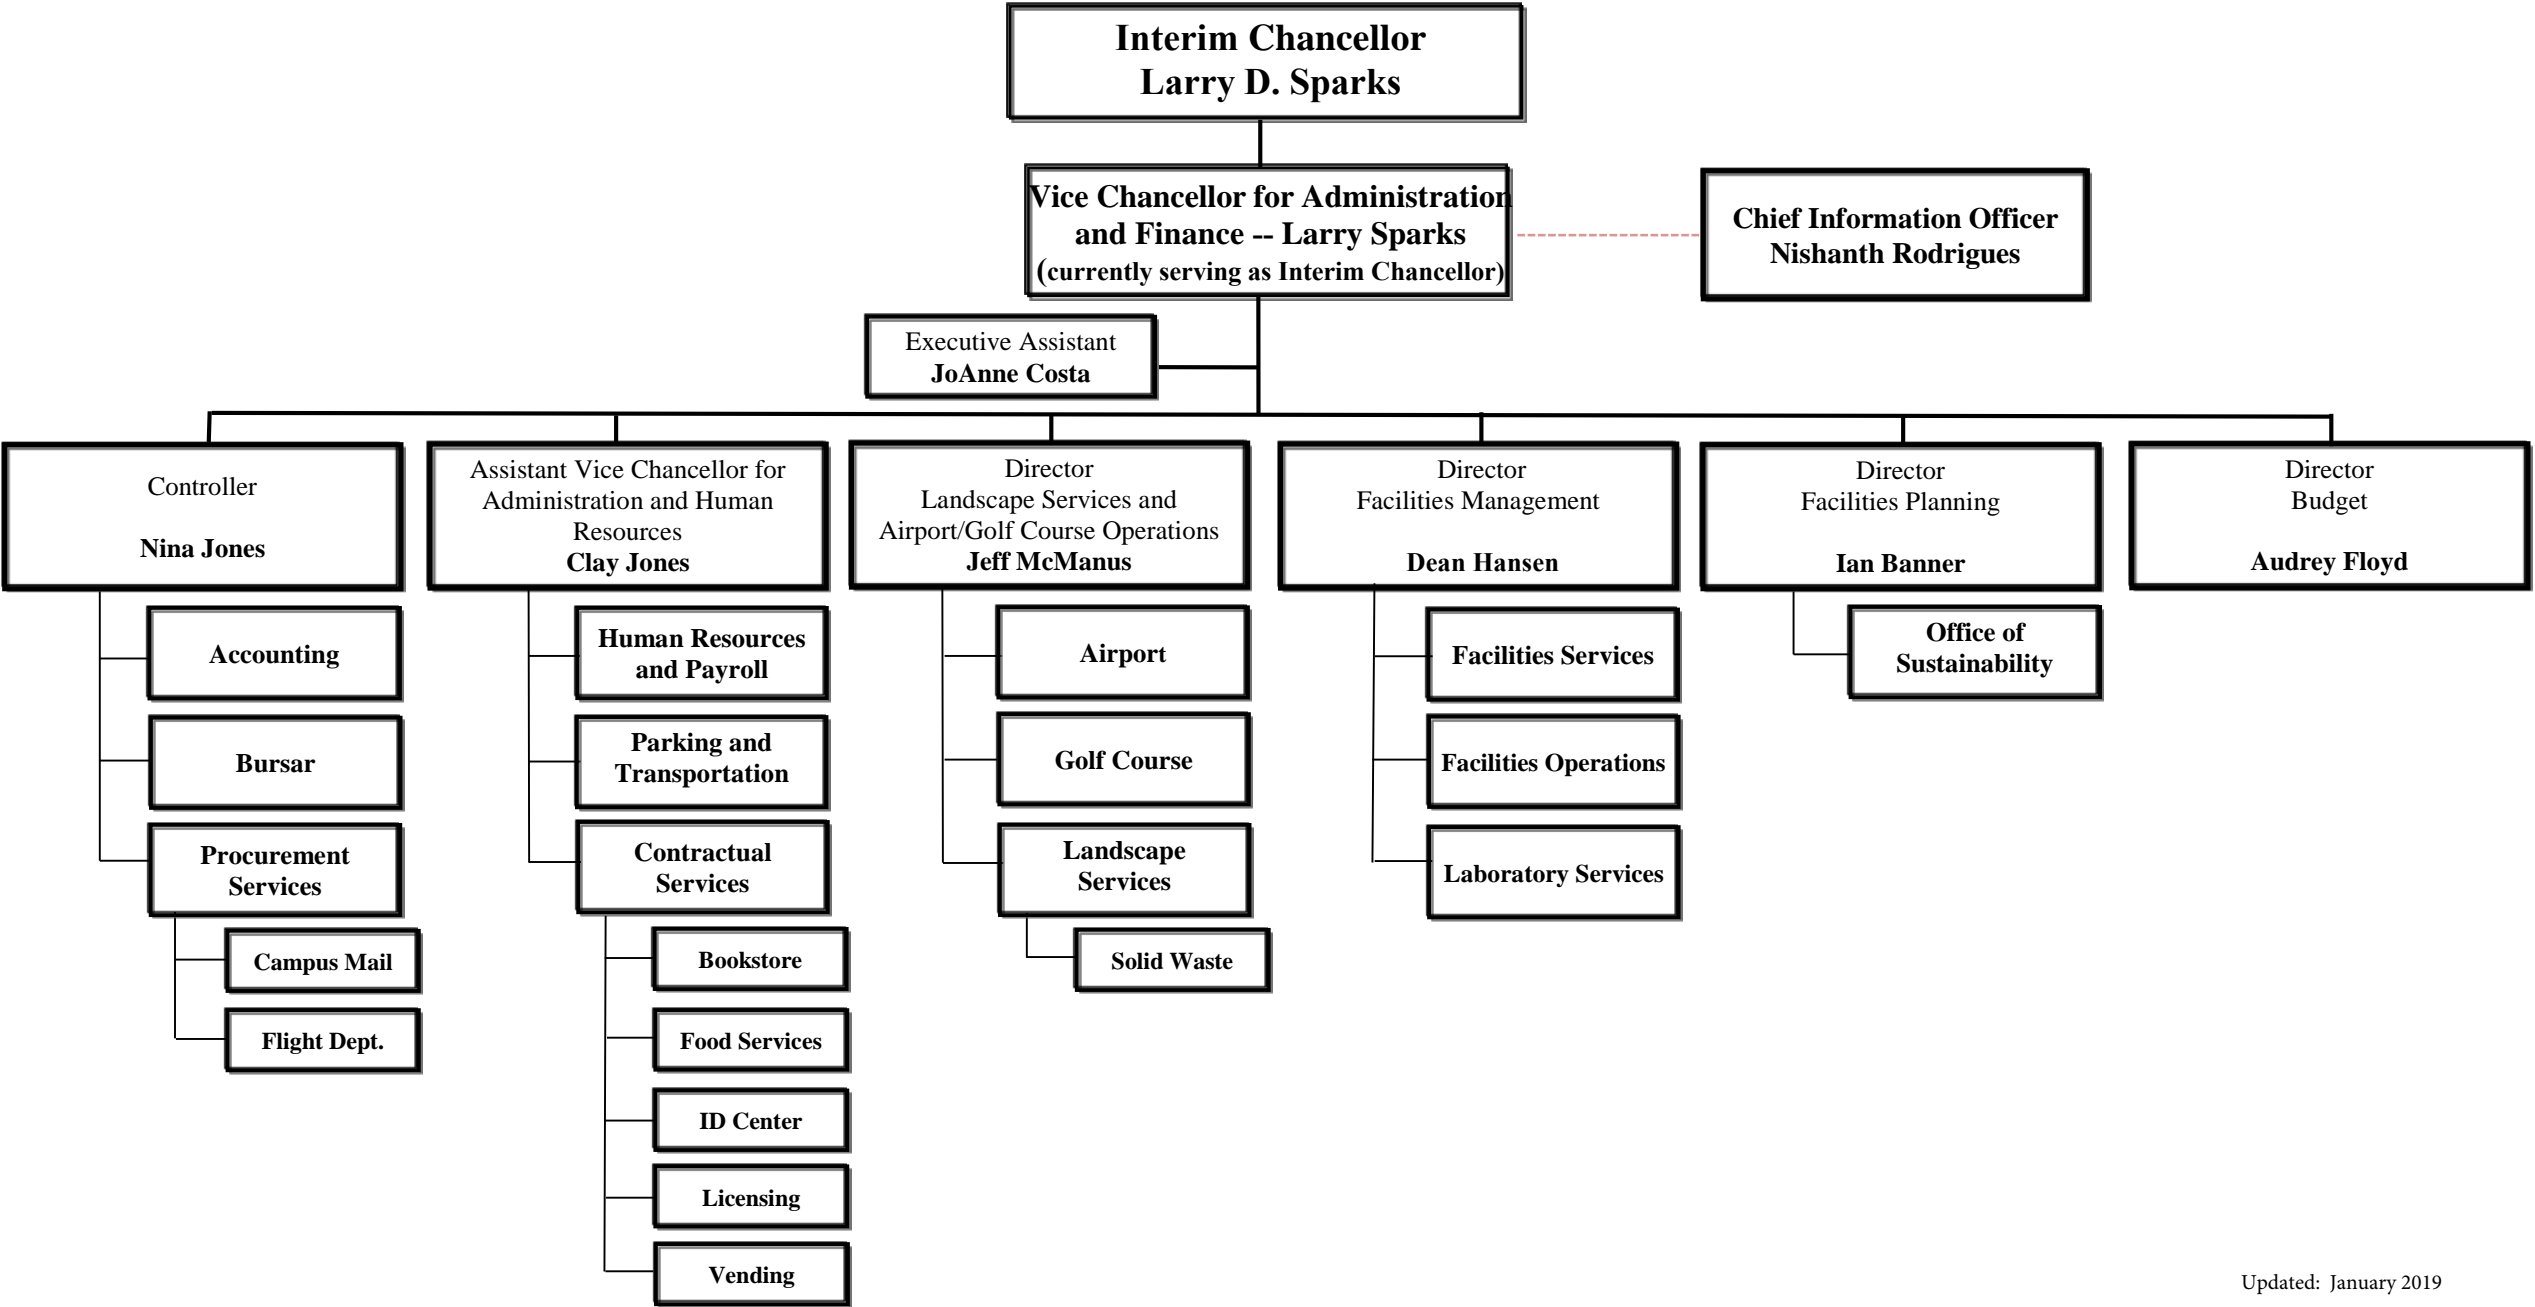 Interim Chancellor
Larry D. Sparks
Vice Chancellor for Administration
and Finance -- Larry Sparks
(currently serving as Interim Chancellor)
Chief Information Officer
Nishanth Rodrigues
Executive Assistant
JoAnne Costa
Controller
Nina Jones
Assistant Vice Chancellor for
Administration and Human
Resources
Clay Jones
Director
Landscape Services and
Airport/Golf Course Operations
Jeff McManus
Director
Facilities Management
Dean Hansen
Director
Facilities Planning
Ian Banner
Director
Budget
Audrey Floyd
Accounting
Bursar
Procurement
Services
Campus Mail
Flight Dept.
Human Resources
and Payroll
Parking and
Transportation
Contractual
Services
Bookstore
Food Services
ID Center
Licensing
Vending
Airport
Golf Course
Landscape
Services
Solid Waste
Facilities Services
Facilities Operations
Laboratory Services
Office of
Sustainability
Updated: January 2019